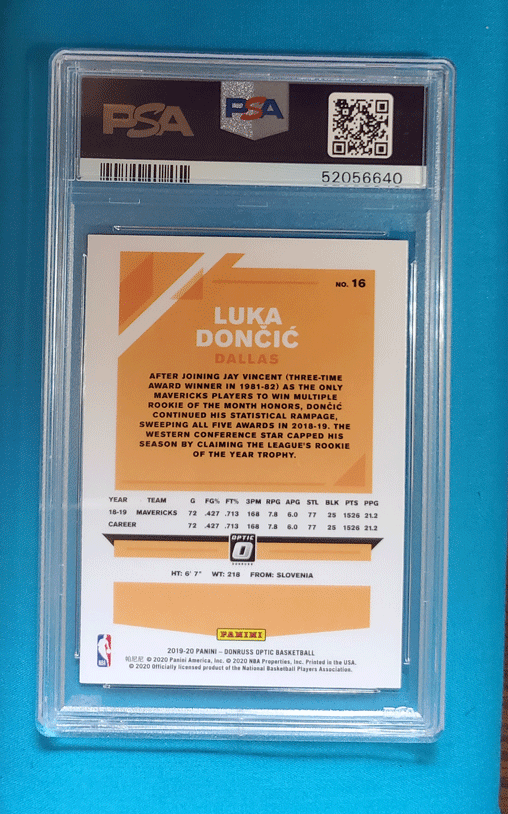 PSA
PSA
52056640
NO. 16
LUKA
DONČIĆ
DALLAS
AFTER JOINING JAY VINCENT (THREE-TIME
AWARD WINNER IN 1981-82) AS THE ONLY
MAVERICKS PLAYERS TO WIN MULTIPLE
ROOKIE OF THE MONTH HONORS, DONČIĆ
CONTINUED HIS STATISTICAL RAMPAGE,
SWEEPING ALL FIVE AWARDS IN 2018-19. THE
WESTERN CONFERENCE STAR CAPPED HIS
SEASON BY CLAIMING THE LEAGUE'S ROOKIE
OF THE YEAR TROPHY.
YEAR TEAM G FG% FT% 3PM RPG APG STL BLK PTS PPG
18-19 MAVERICKS 72 .427 .713 168 7.8 6.0 77 25 1526 21.2
CAREER 72 .427 .713 168 7.8 6.0 77 25 1526 21.2
OPTIC
DONRUSS
HT: 6' 7" WT: 218 FROM: SLOVENIA
PANINI
2019-20 PANINI – DONRUSS OPTIC BASKETBALL
帕尼尼 © 2020 Panini America, Inc. © 2020 NBA Properties, Inc. Printed in the USA.
© 2020 Officially licensed product of the National Basketball Players Association.
NBA